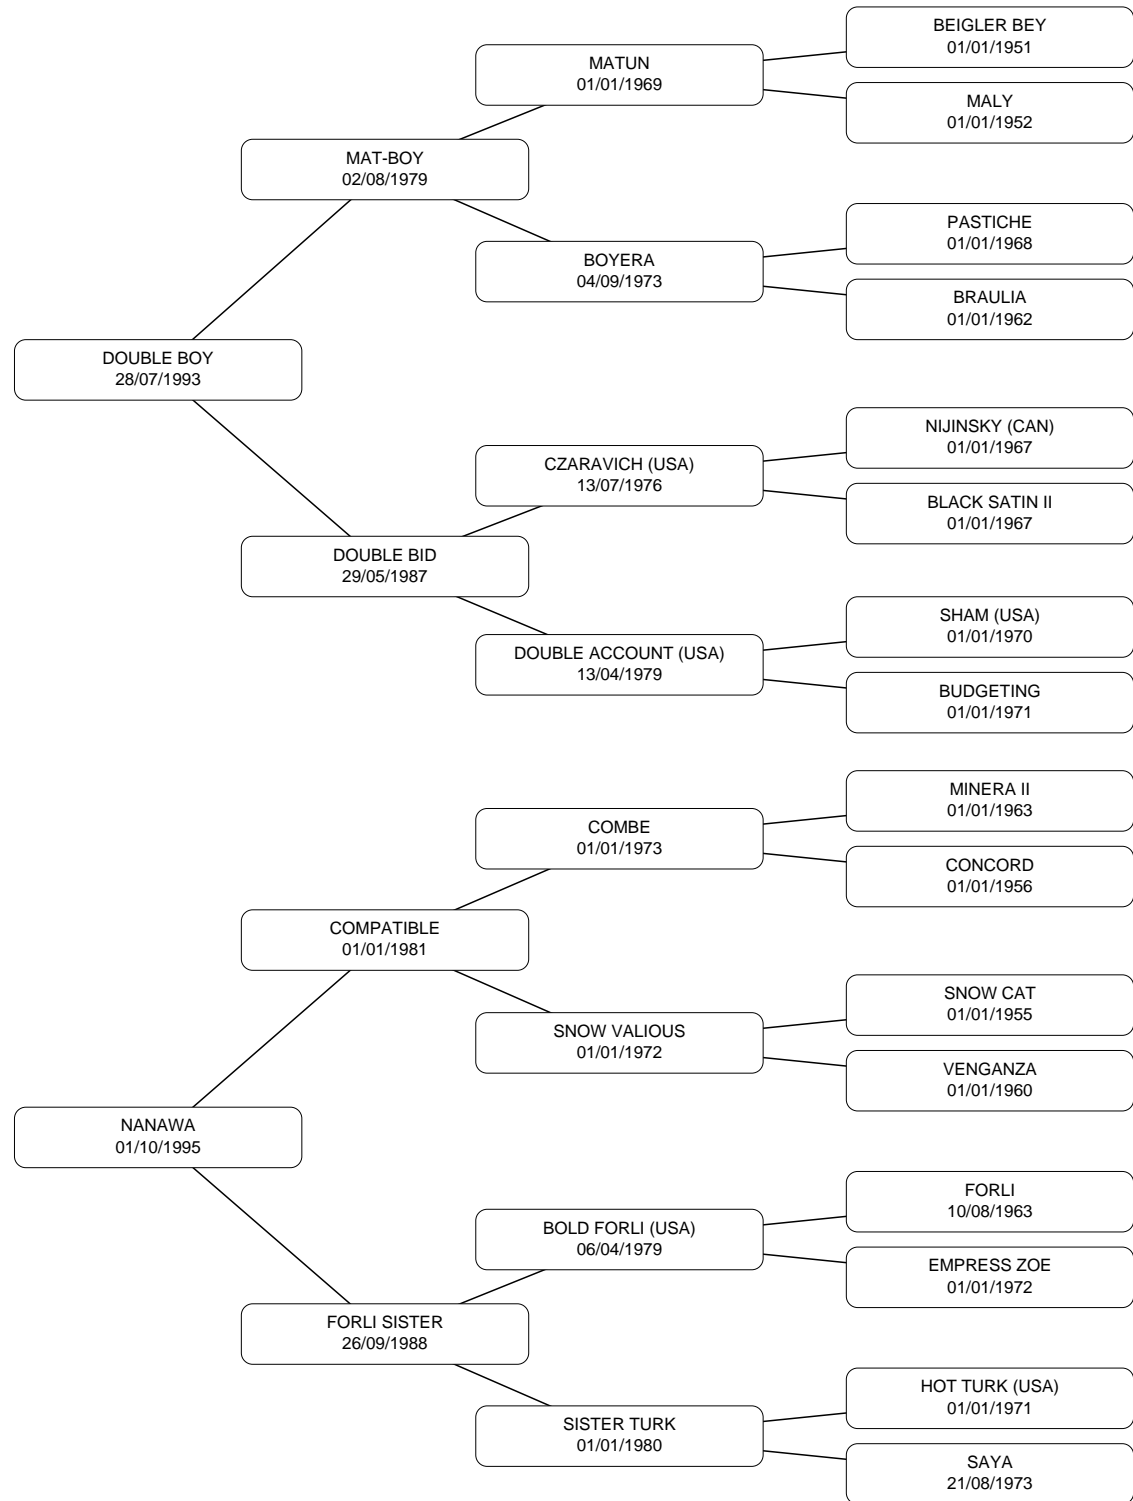 BEIGLER BEY
01/01/1951
MATUN
01/01/1969
MALY
01/01/1952
MAT-BOY
02/08/1979
PASTICHE
01/01/1968
BOYERA
04/09/1973
BRAULIA
01/01/1962
DOUBLE BOY
28/07/1993
NIJINSKY (CAN)
01/01/1967
CZARAVICH (USA)
13/07/1976
BLACK SATIN II
01/01/1967
DOUBLE BID
29/05/1987
SHAM (USA)
01/01/1970
DOUBLE ACCOUNT (USA)
13/04/1979
BUDGETING
01/01/1971
MINERA II
01/01/1963
COMBE
01/01/1973
CONCORD
01/01/1956
COMPATIBLE
01/01/1981
SNOW CAT
01/01/1955
SNOW VALIOUS
01/01/1972
VENGANZA
01/01/1960
NANAWA
01/10/1995
FORLI
10/08/1963
BOLD FORLI (USA)
06/04/1979
EMPRESS ZOE
01/01/1972
FORLI SISTER
26/09/1988
HOT TURK (USA)
01/01/1971
SISTER TURK
01/01/1980
SAYA
21/08/1973